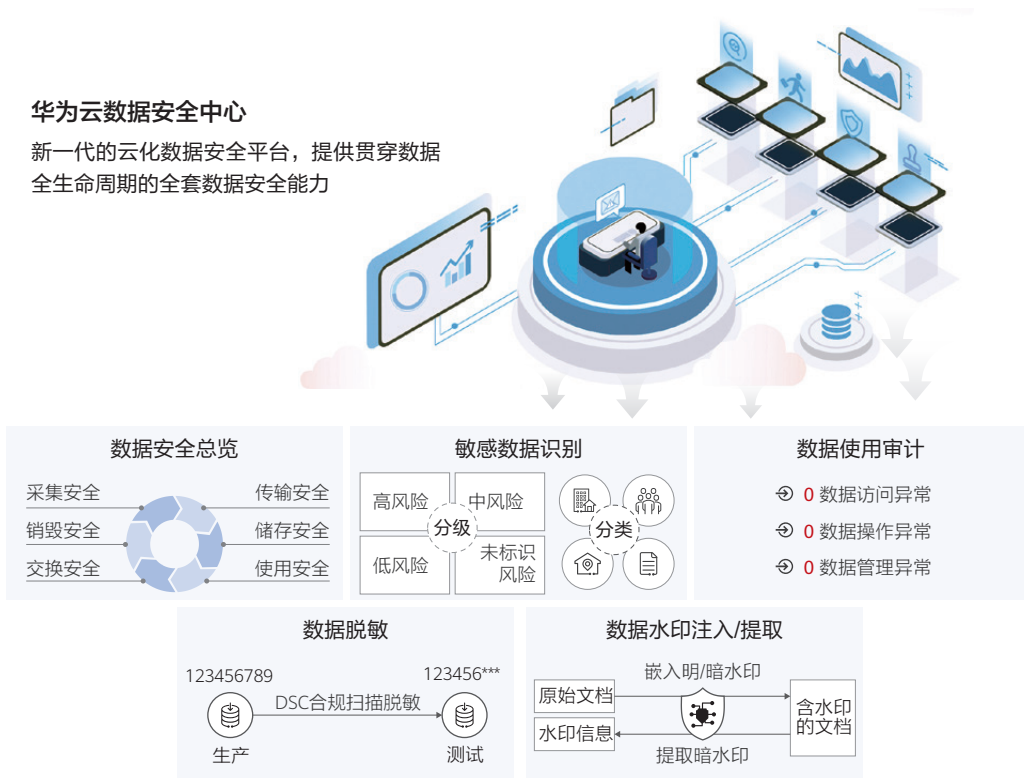 华为云数据安全中心
新一代的云化数据安全平台，提供贯穿数据
全生命周期的全套数据安全能力
数据安全总览
采集安全
传输安全
销毁安全
储存安全
交换安全
使用安全
敏感数据识别
高风险
中风险
分级
低风险
未标识
风险
分类
数据使用审计
0 数据访问异常
0 数据操作异常
0 数据管理异常
数据脱敏
123456789
123456***
DSC合规扫描脱敏
生产
测试
数据水印注入/提取
嵌入明/暗水印
原始文档
水印信息
含水印
的文档
提取暗水印